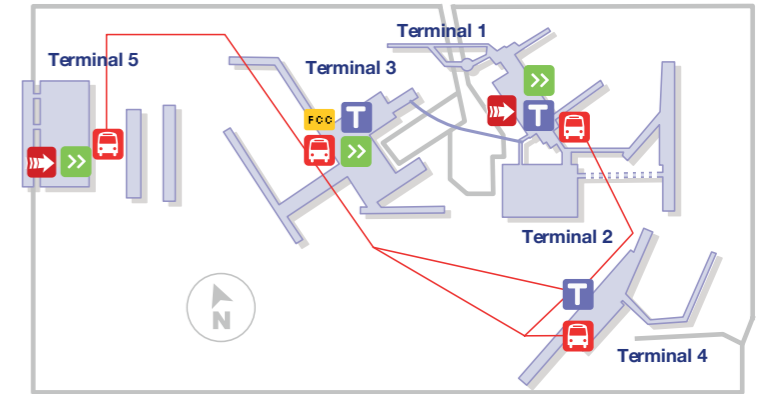 Terminal 1
Terminal 5
Terminal 3
FCC
T
T
Terminal 2
T
N
Terminal 4